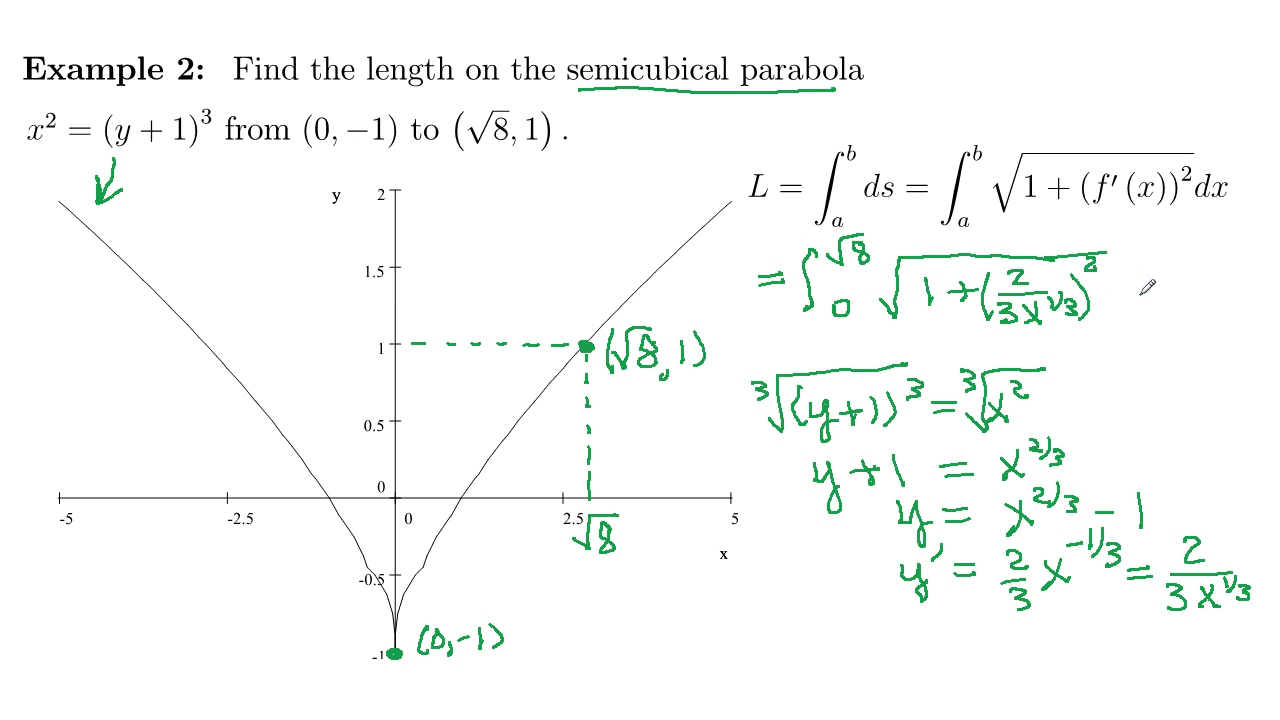 Example 2: Find the length on the semicubical parabola
x² = (y + 1)³ from (0, −1) to (√8, 1).
L = ∫ₐᵇ ds = ∫ₐᵇ √(1 + (f′(x))²) dx
= ∫₀^√8 √(1 + (2/(3x^1/3))²)
∛((y+1))³ = ∛x²
y + 1 = x^2/3
y = x^2/3 − 1
y′ = 2/3 x^−1/3 = 2/(3x^1/3)
y
2
1.5
1
(√8, 1)
0.5
0
-5
-2.5
0
2.5
5
√8
x
-0.5
-1
(0, −1)